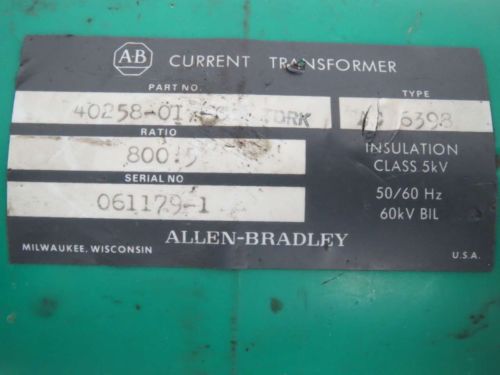 AB CURRENT TRANSFORMER
PART NO. TYPE
40258-01 6398
RATIO
800:5
INSULATION
CLASS 5kV
SERIAL NO
061179-1
50/60 Hz
60kV BIL
ALLEN-BRADLEY
MILWAUKEE, WISCONSIN U.S.A.